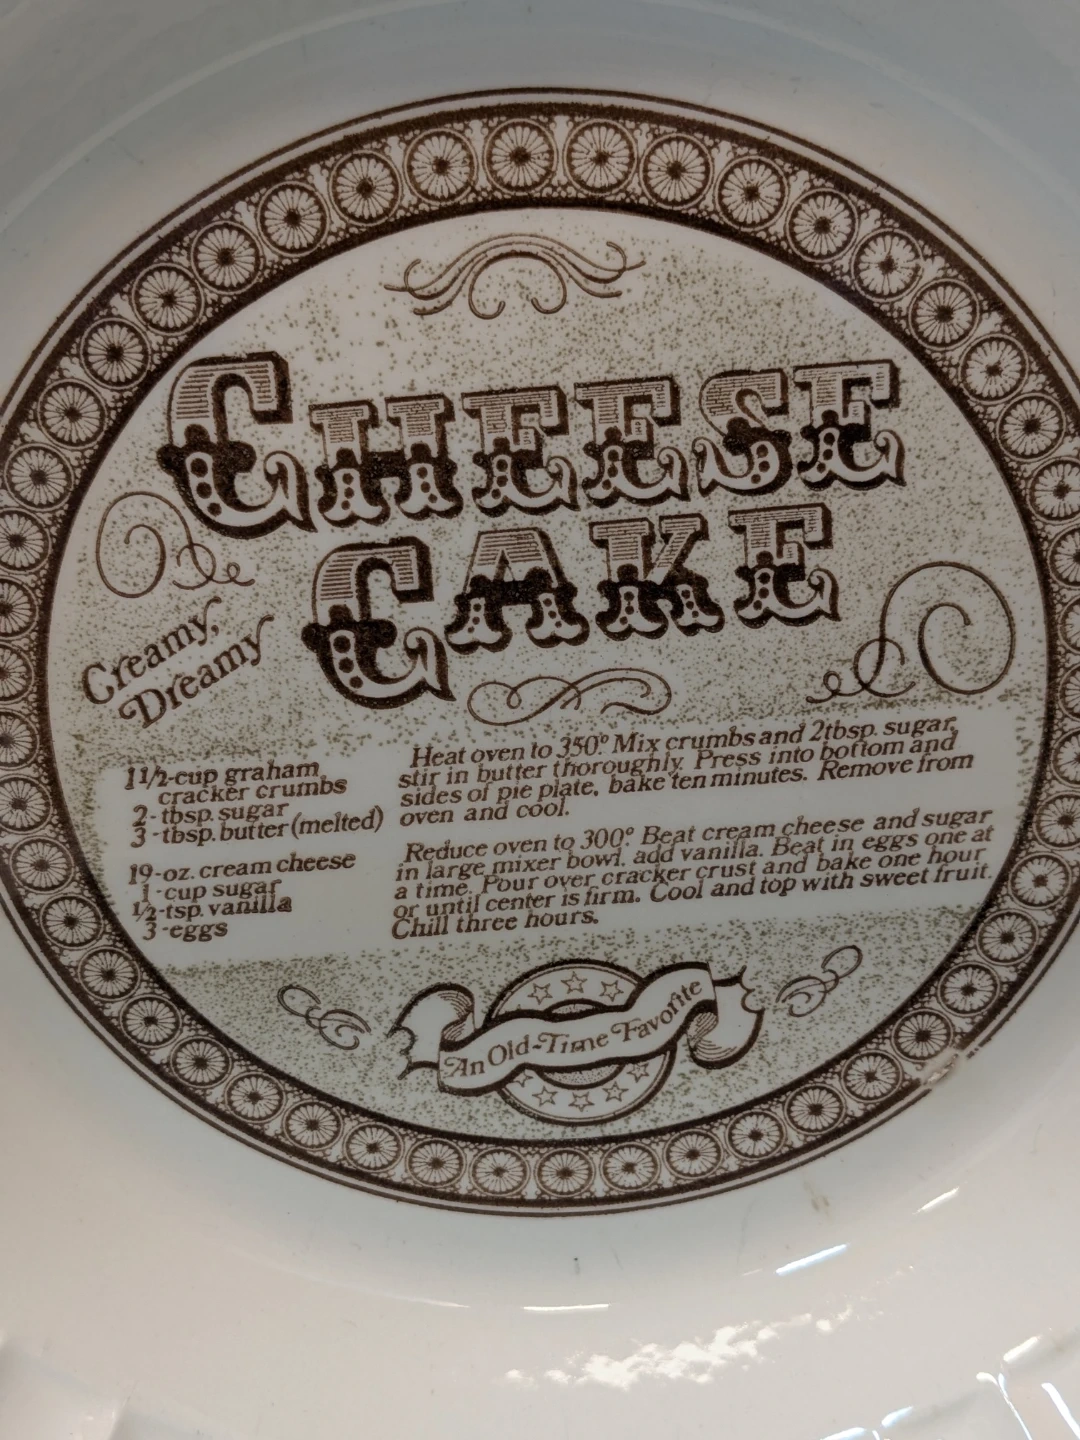 CHEESE
CAKE
Creamy,
Dreamy
1 1/2-cup graham
cracker crumbs
2-tbsp. sugar
3-tbsp. butter (melted)
19-oz. cream cheese
1-cup sugar
1/2-tsp. vanilla
3-eggs
Heat oven to 350° Mix crumbs and 2tbsp. sugar,
stir in butter thoroughly. Press into bottom and
sides of pie plate, bake ten minutes. Remove from
oven and cool.
Reduce oven to 300° Beat cream cheese and sugar
in large mixer bowl, add vanilla. Beat in eggs one at
a time. Pour over cracker crust and bake one hour
or until center is firm. Cool and top with sweet fruit.
Chill three hours.
An Old-Time Favorite